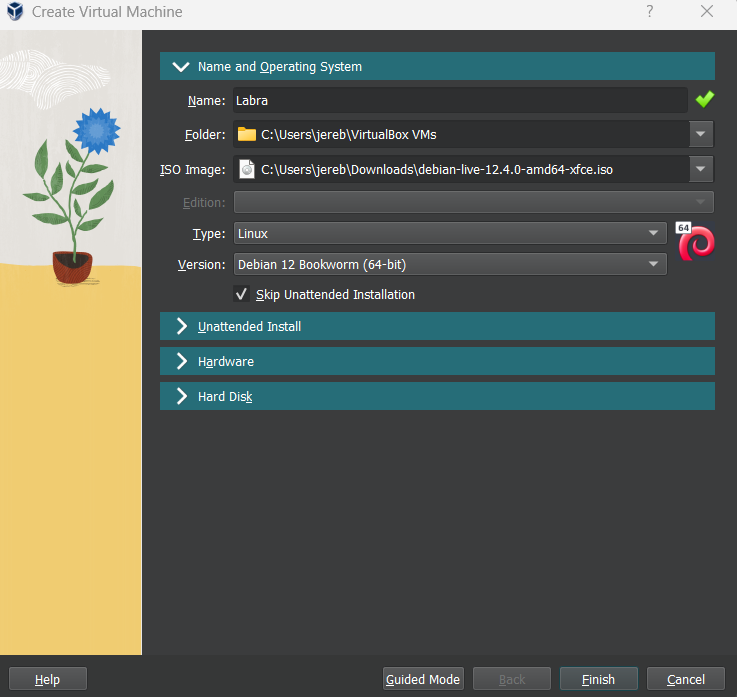 Create Virtual Machine ?
Name and Operating System
Name: Labra
Folder: C:\Users\jereb\VirtualBox VMs
ISO Image: C:\Users\jereb\Downloads\debian-live-12.4.0-amd64-xfce.iso
Edition:
Type: Linux
64
Version: Debian 12 Bookworm (64-bit)
Skip Unattended Installation
Unattended Install
Hardware
Hard Disk
Help Guided Mode Back Finish Cancel